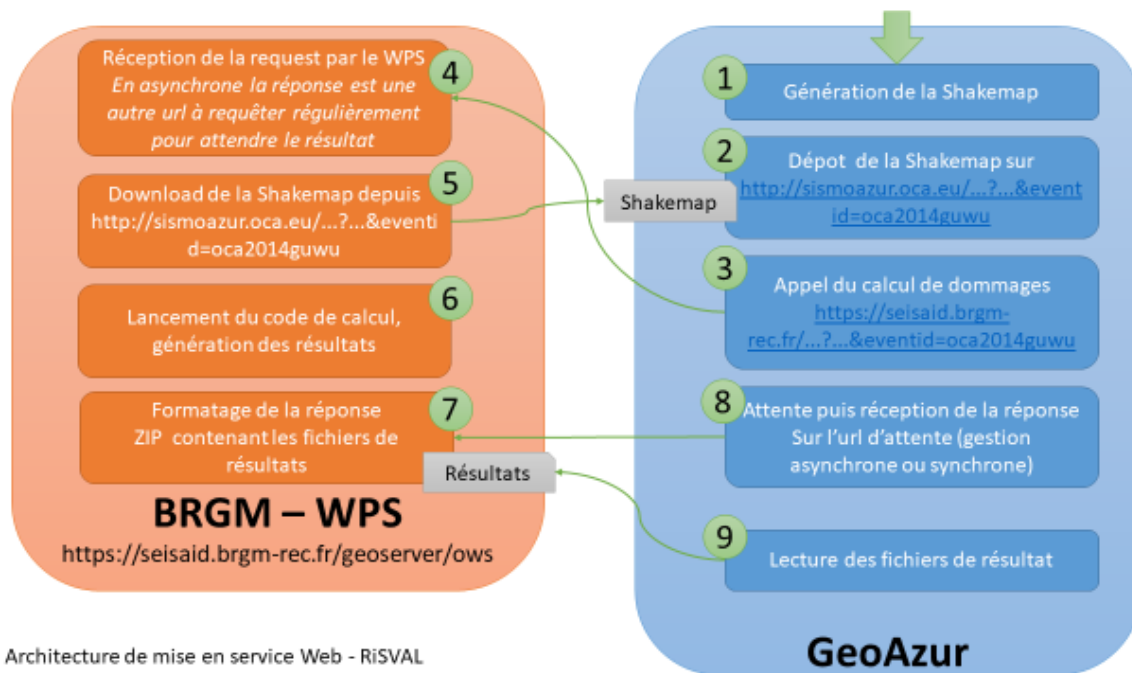 4
Réception de la request par le WPS
En asynchrone la réponse est une
autre url à requêter régulièrement
pour attendre le résultat
5
Download de la Shakemap depuis
http://sismoazur.oca.eu/...?...&eventi
d=oca2014guwu
6
Lancement du code de calcul,
génération des résultats
7
Formatage de la réponse
ZIP contenant les fichiers de
résultats
Résultats
BRGM – WPS
https://seisaid.brgm-rec.fr/geoserver/ows
Shakemap
1
Génération de la Shakemap
2
Dépot de la Shakemap sur
http://sismoazur.oca.eu/...?...&event
id=oca2014guwu
3
Appel du calcul de dommages
https://seisaid.brgm-
rec.fr/...?...&eventid=oca2014guwu
8
Attente puis réception de la réponse
Sur l'url d'attente (gestion
asynchrone ou synchrone)
9
Lecture des fichiers de résultat
GeoAzur
Architecture de mise en service Web - RiSVAL